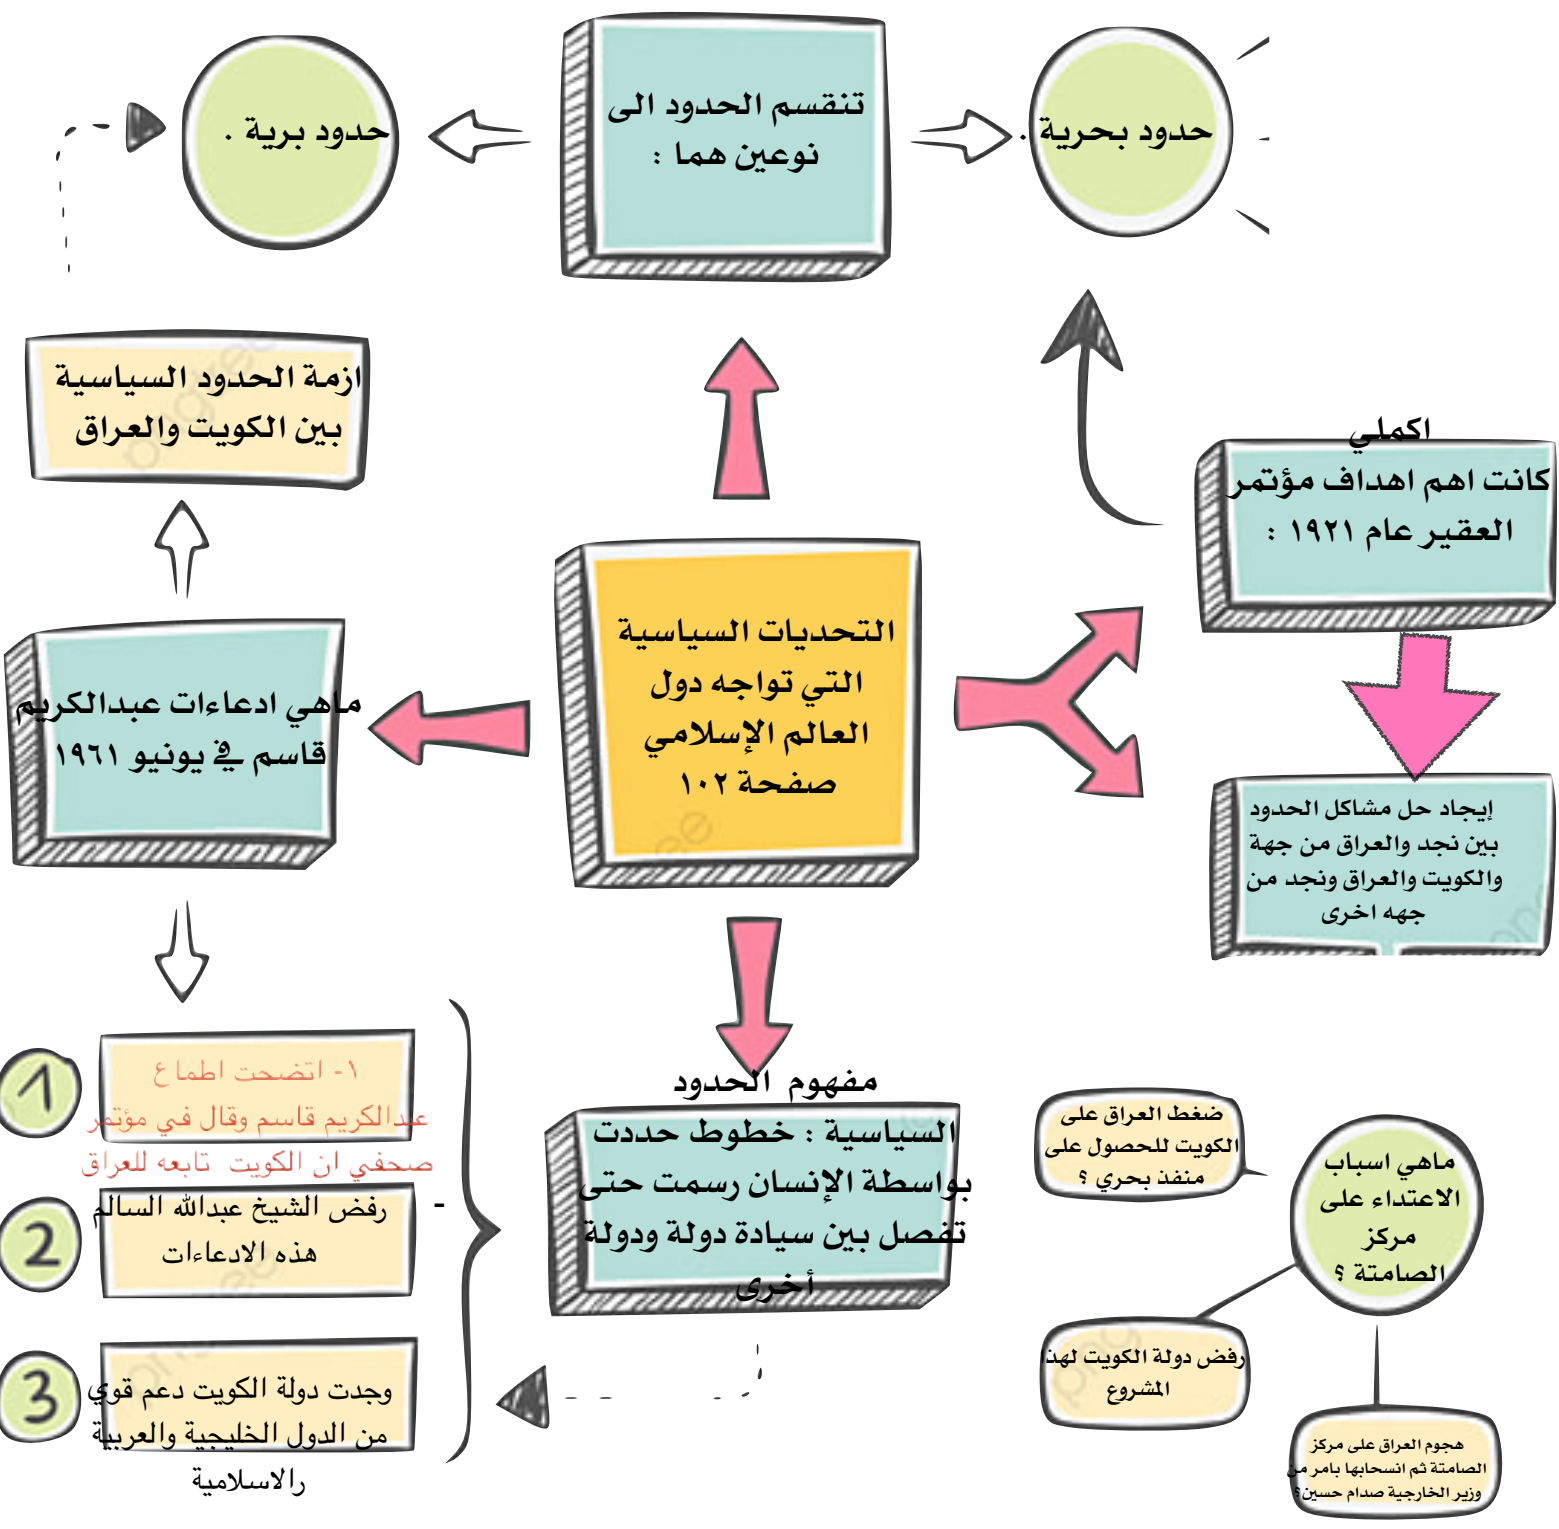 تنقسم الحدود الى
نوعين هما :
حدود بحرية .
حدود برية .
ازمة الحدود السياسية
بين الكويت والعراق
اكملي
كانت اهم اهداف مؤتمر
العقير عام ١٩٢١ :
التحديات السياسية
التي تواجه دول
العالم الإسلامي
صفحة ١٠٢
ماهي ادعاءات عبدالكريم
قاسم في يونيو ١٩٦١
إيجاد حل مشاكل الحدود
بين نجد والعراق من جهة
والكويت والعراق ونجد من
جهه اخرى
مفهوم الحدود
السياسية : خطوط حددت
بواسطة الإنسان رسمت حتى
تفصل بين سيادة دولة ودولة
أخرى
1
١- اتضحت اطماع
عبدالكريم قاسم وقال في مؤتمر
صحفي ان الكويت تابعه للعراق
2
- رفض الشيخ عبدالله السالم
هذه الادعاءات
3
وجدت دولة الكويت دعم قوي
من الدول الخليجية والعربية
رالاسلامية
ماهي اسباب
الاعتداء على
مركز
الصامتة ؟
ضغط العراق على
الكويت للحصول على
منفذ بحري ؟
رفض دولة الكويت لهذا
المشروع
هجوم العراق على مركز
الصامتة ثم انسحابها بامر من
وزير الخارجية صدام حسين؟
pngtree